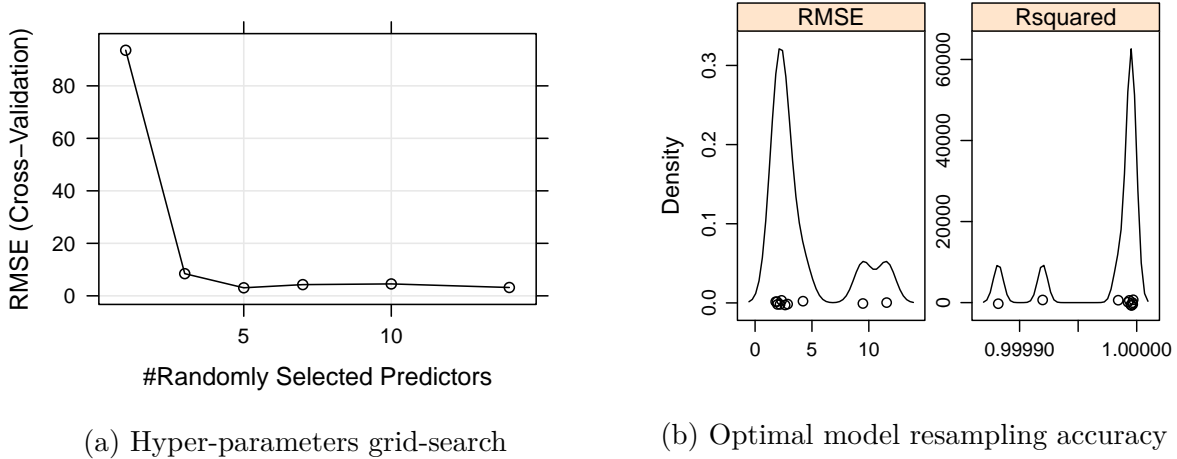 RMSE (Cross−Validation)
80
60
40
20
0
5
10
#Randomly Selected Predictors
(a) Hyper-parameters grid-search
RMSE
Rsquared
Density
0.3
0.2
0.1
0.0
0
5
10
60000
40000
20000
0
0.99990
1.00000
(b) Optimal model resampling accuracy